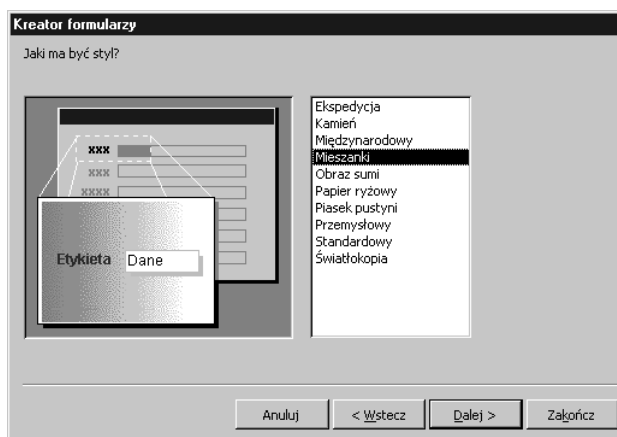 Kreator formularzy
Jaki ma być styl?
xxx
xxx
xxxx
Etykieta Dane
Ekspedycja
Kamień
Międzynarodowy
Mieszanki
Obraz sumi
Papier ryżowy
Piasek pustyni
Przemysłowy
Standardowy
Światłokopia
Anuluj < Wstecz Dalej > Zakończ